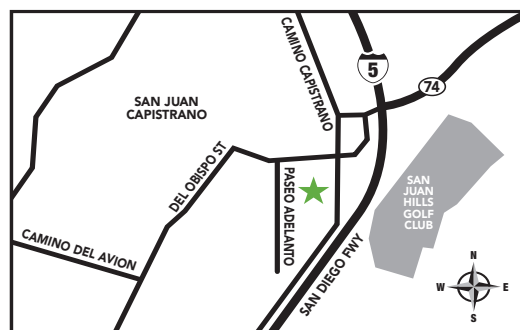 CAMINO CAPISTRANO
5
74
SAN JUAN
CAPISTRANO
DEL OBISPO ST
PASEO ADELANTO
SAN
JUAN
HILLS
GOLF
CLUB
CAMINO DEL AVION
SAN DIEGO FWY
N
W E
S